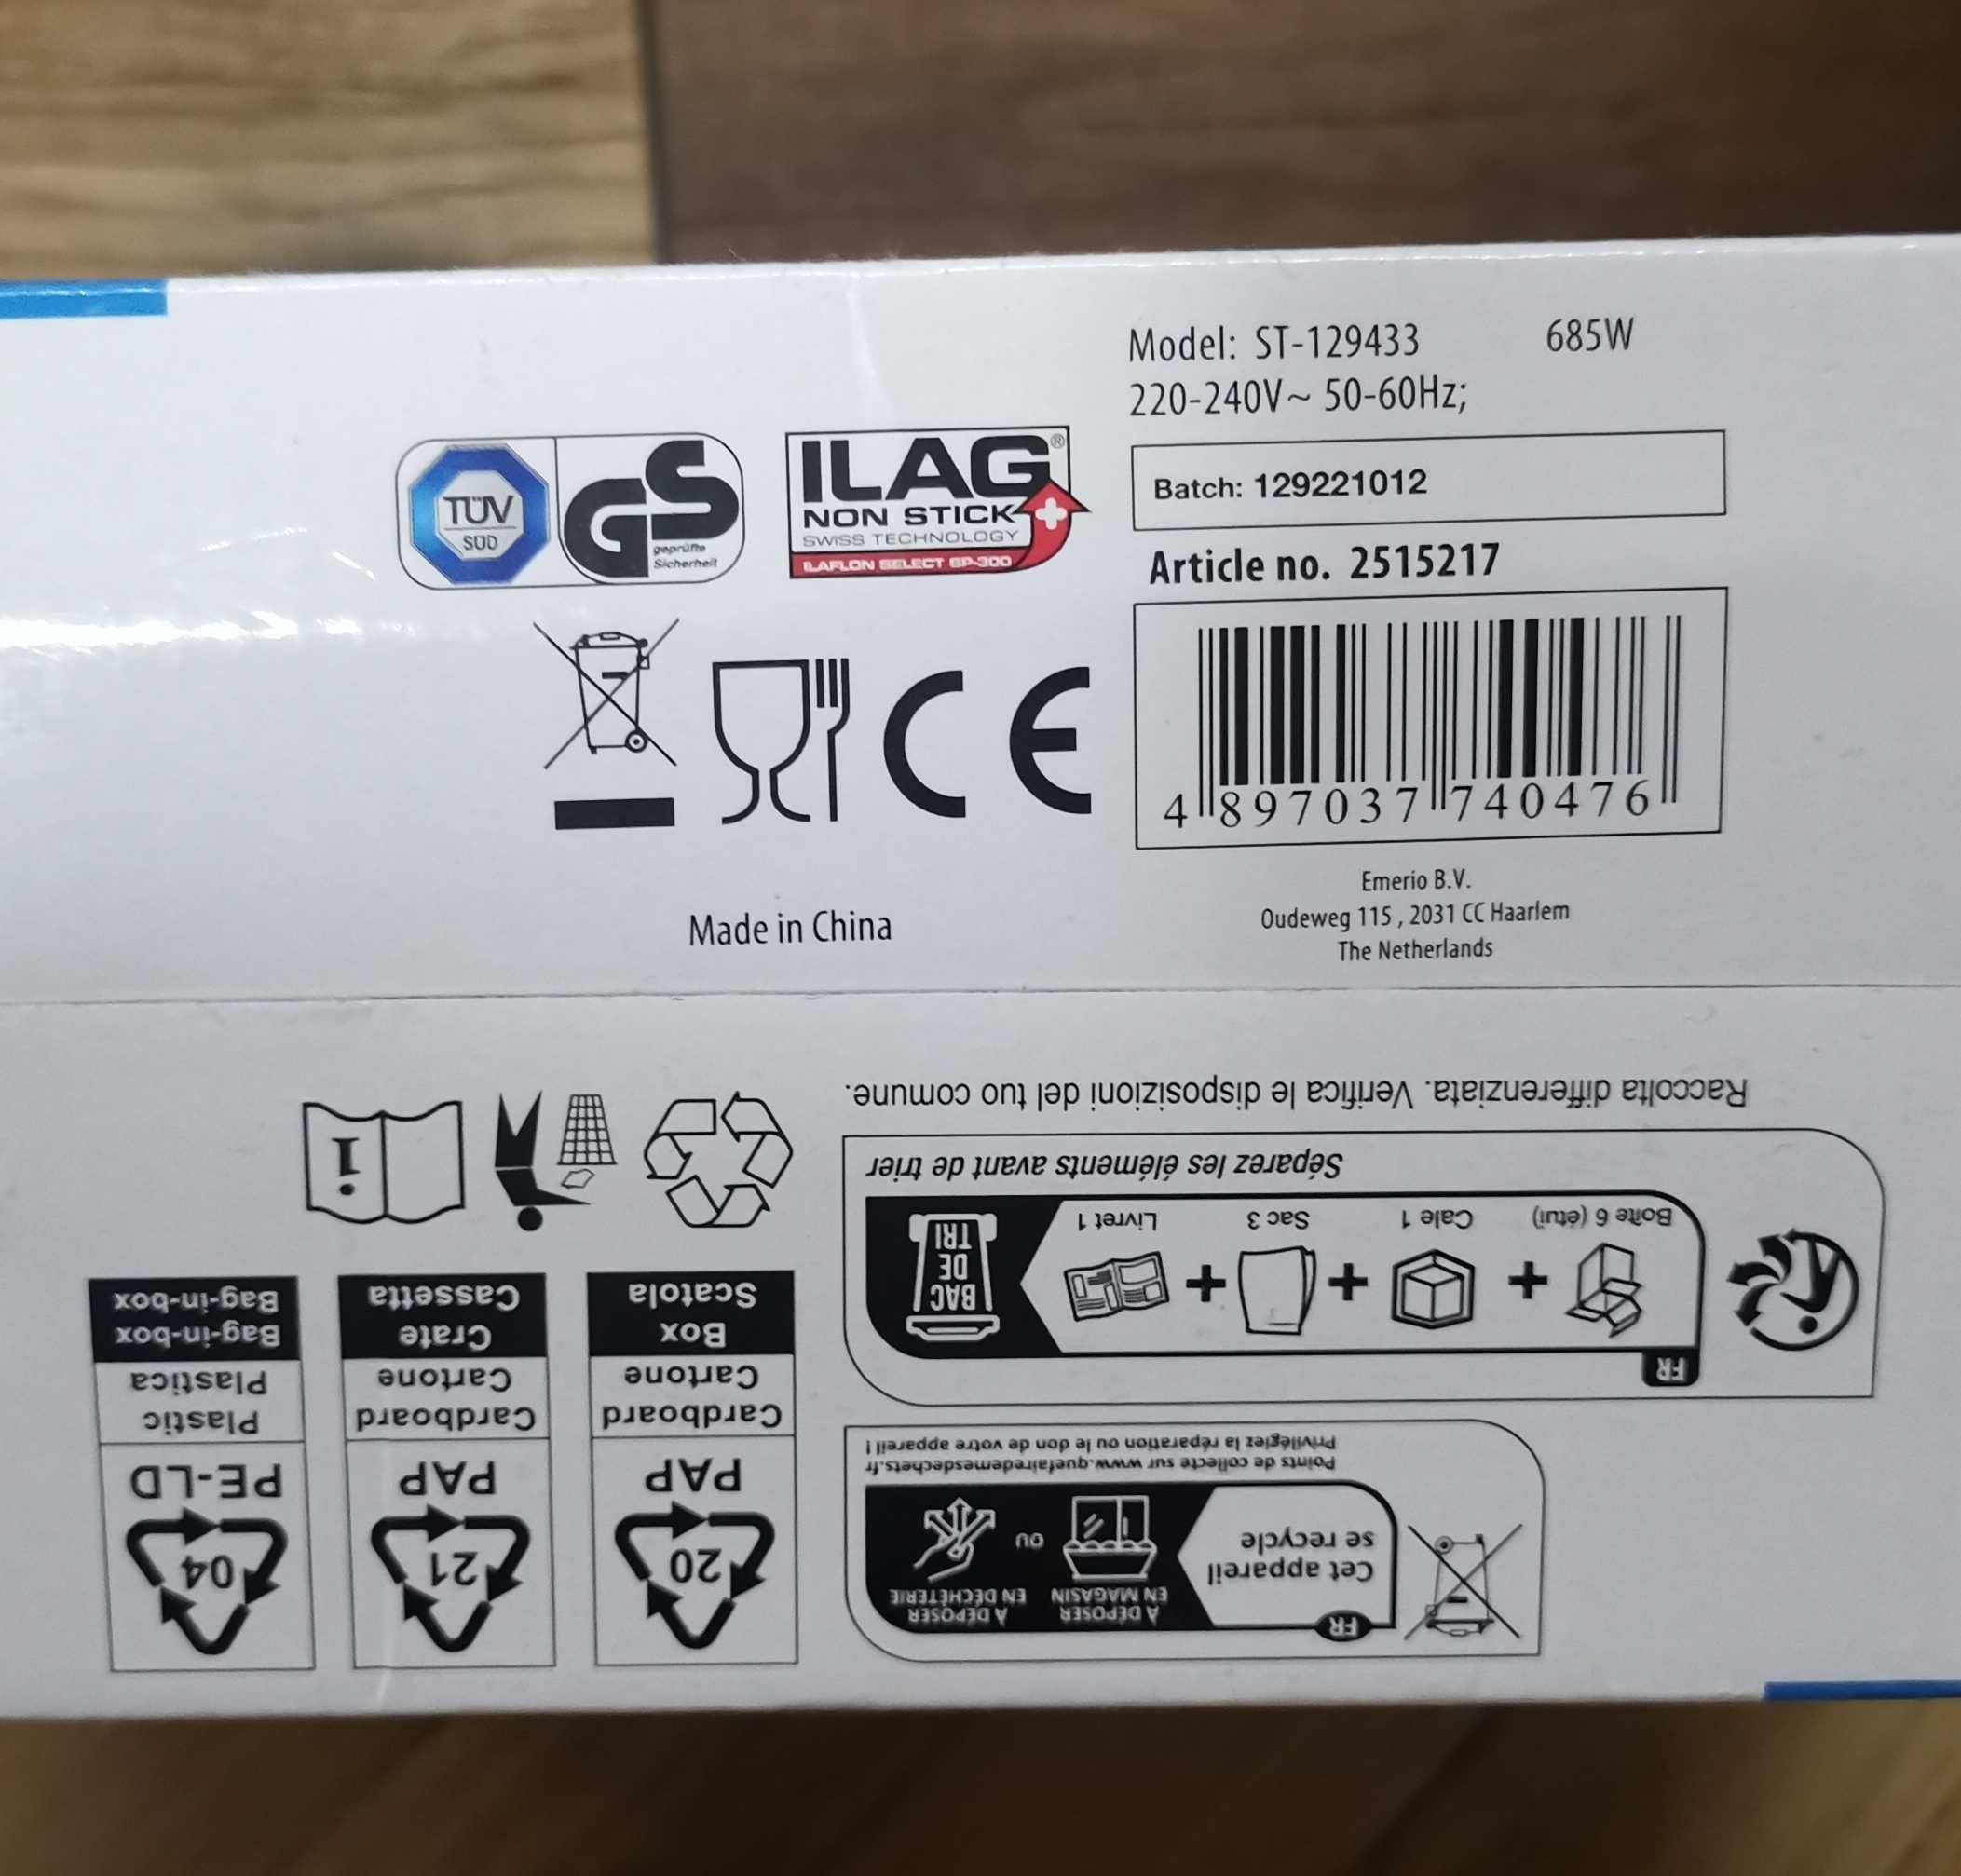 Model: ST-129433 685W
220-240V~ 50-60Hz;
TÜV
SÜD
GS
geprüfte
Sicherheit
ILAG®
NON STICK
SWISS TECHNOLOGY
ILAFLON SELECT GP-300
Batch: 129221012
Article no. 2515217
4 897037 740476
CE
Made in China
Emerio B.V.
Oudeweg 115 , 2031 CC Haarlem
The Netherlands
FR
Cet appareil
se recycle
À DÉPOSER
EN MAGASIN
OU
À DÉPOSER
EN DÉCHÈTERIE
Points de collecte sur www.quefairedemesdechets.fr
Privilégiez la réparation ou le don de votre appareil !
FR
Boîte 6 (étui)
+
Cale 1
+
Sac 3
+
Livret 1
BAC
DE
TRI
Séparez les éléments avant de trier
Raccolta differenziata. Verifica le disposizioni del tuo comune.
20
PAP
Cardboard
Cartone
Box
Scatola
21
PAP
Cardboard
Cartone
Crate
Cassetta
04
PE-LD
Plastic
Plastica
Bag-in-box
Bag-in-box
i